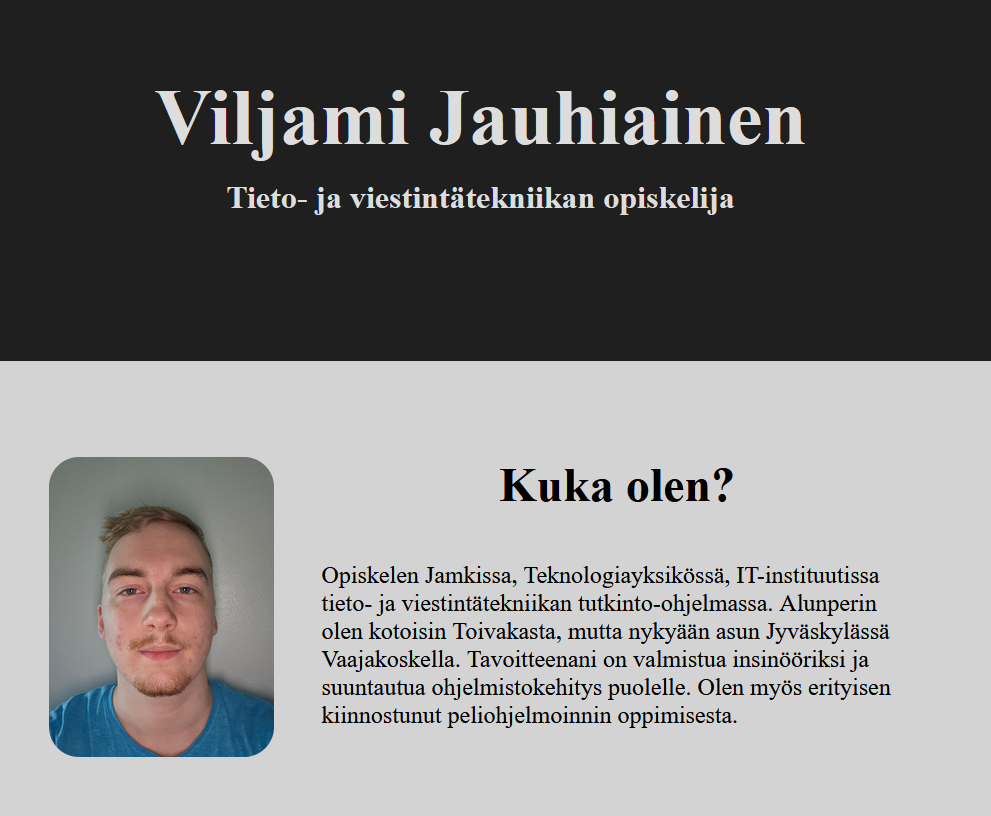 Viljami Jauhiainen
Tieto- ja viestintätekniikan opiskelija
Kuka olen?
Opiskelen Jamkissa, Teknologiayksikössä, IT-instituutissa
tieto- ja viestintätekniikan tutkinto-ohjelmassa. Alunperin
olen kotoisin Toivakasta, mutta nykyään asun Jyväskylässä
Vaajakoskella. Tavoitteenani on valmistua insinööriksi ja
suuntautua ohjelmistokehitys puolelle. Olen myös erityisen
kiinnostunut peliohjelmoinnin oppimisesta.